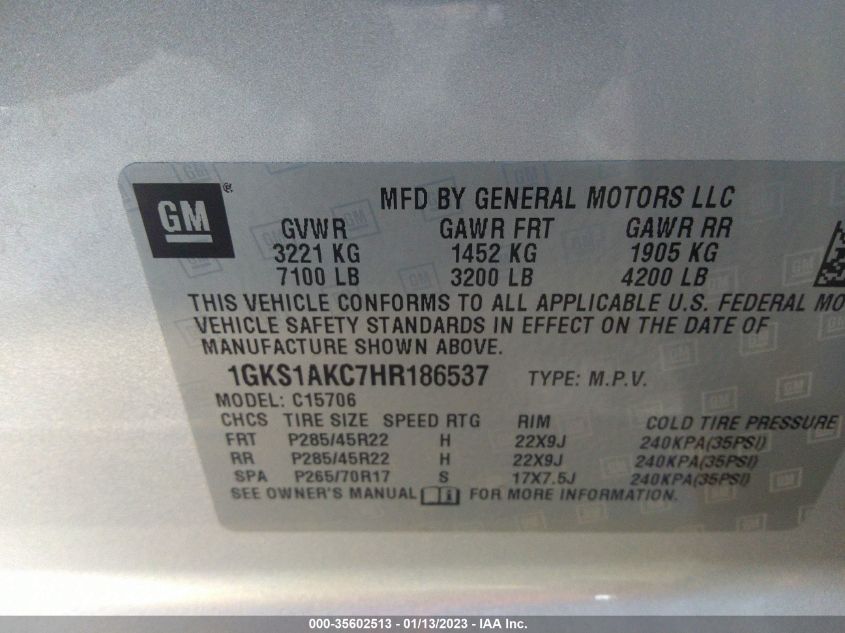 GM ® MFD BY GENERAL MOTORS LLC
GVWR GAWR FRT GAWR RR
3221 KG 1452 KG 1905 KG
7100 LB 3200 LB 4200 LB
THIS VEHICLE CONFORMS TO ALL APPLICABLE U.S. FEDERAL MO
VEHICLE SAFETY STANDARDS IN EFFECT ON THE DATE OF
MANUFACTURE SHOWN ABOVE.
1GKS1AKC7HR186537 TYPE: M.P.V.
MODEL: C15706
CHCS TIRE SIZE SPEED RTG RIM COLD TIRE PRESSURE
FRT P285/45R22 H 22X9J 240KPA(35PSI)
RR P285/45R22 H 22X9J 240KPA(35PSI)
SPA P265/70R17 S 17X7.5J 240KPA(35PSI)
SEE OWNER'S MANUAL FOR MORE INFORMATION.
000-35602513 - 01/13/2023 - IAA Inc.